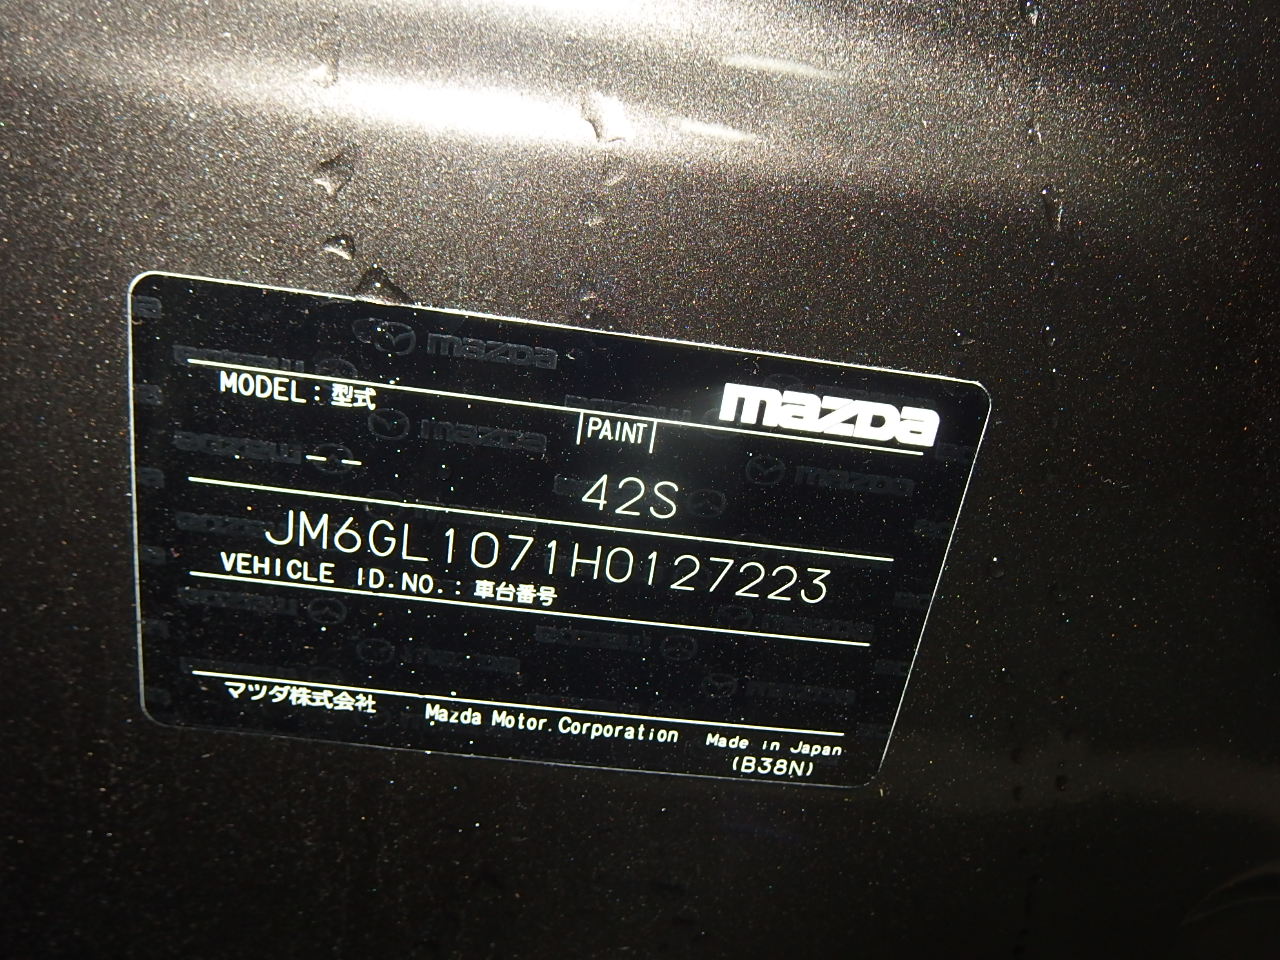 mazda
MODEL : 型式
PAINT
-- 42S
JM6GL1071H0127223
VEHICLE ID.NO. : 車台番号
マツダ株式会社 Mazda Motor Corporation Made in Japan
(B38N)